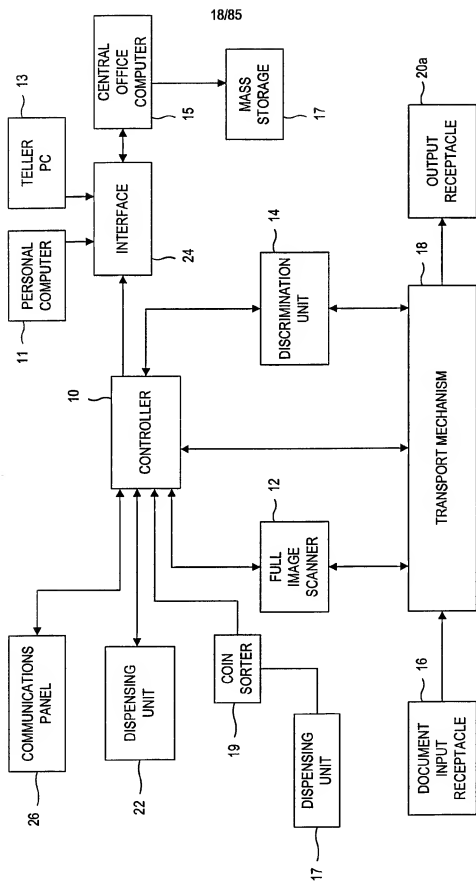 18/85
13
TELLER
PC
PERSONAL
COMPUTER
11
CENTRAL
OFFICE
COMPUTER
15
MASS
STORAGE
17
INTERFACE
24
10
CONTROLLER
14
DISCRIMINATION
UNIT
12
FULL
IMAGE
SCANNER
COMMUNICATIONS
PANEL
26
DISPENSING
UNIT
22
COIN
SORTER
19
DISPENSING
UNIT
17
16
DOCUMENT
INPUT
RECEPTACLE
18
TRANSPORT MECHANISM
20a
OUTPUT
RECEPTACLE